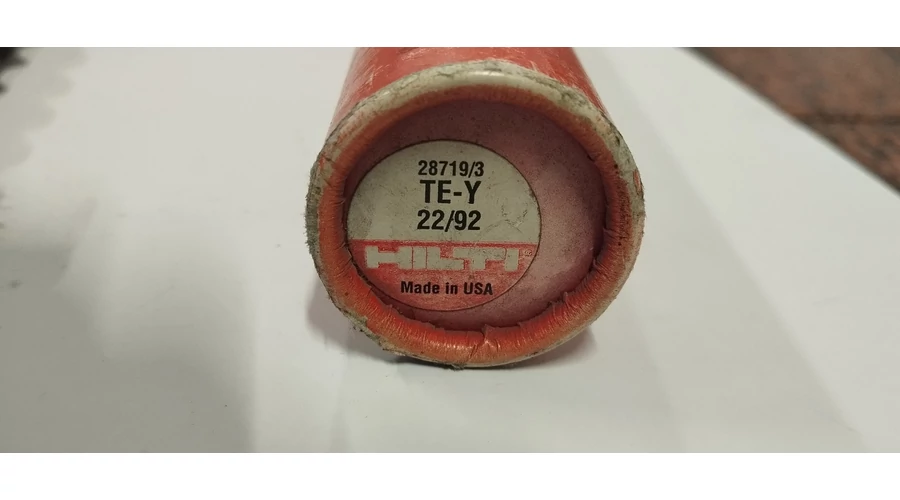 28719/3
TE-Y
22/92
HILTI
Made in USA